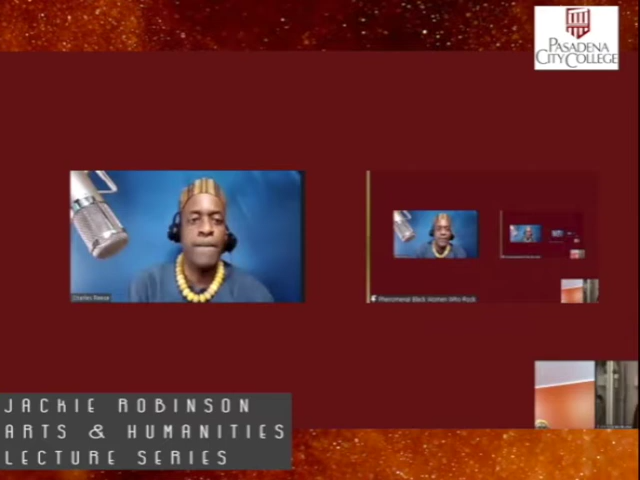 PASADENA
CITY COLLEGE
Charles Reese
Phenomenal Black Women Who Rock
JACKIE ROBINSON
ARTS & HUMANITIES
LECTURE SERIES